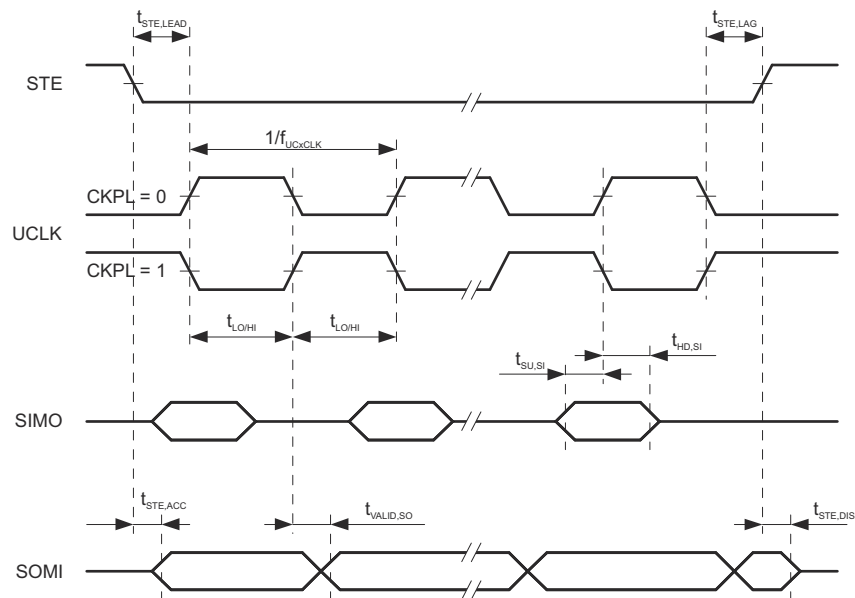 tSTE,LEAD
tSTE,LAG
STE
1/fUCxCLK
CKPL = 0
UCLK
CKPL = 1
tLO/HI
tLO/HI
tSU,SI
tHD,SI
SIMO
tSTE,ACC
tVALID,SO
tSTE,DIS
SOMI